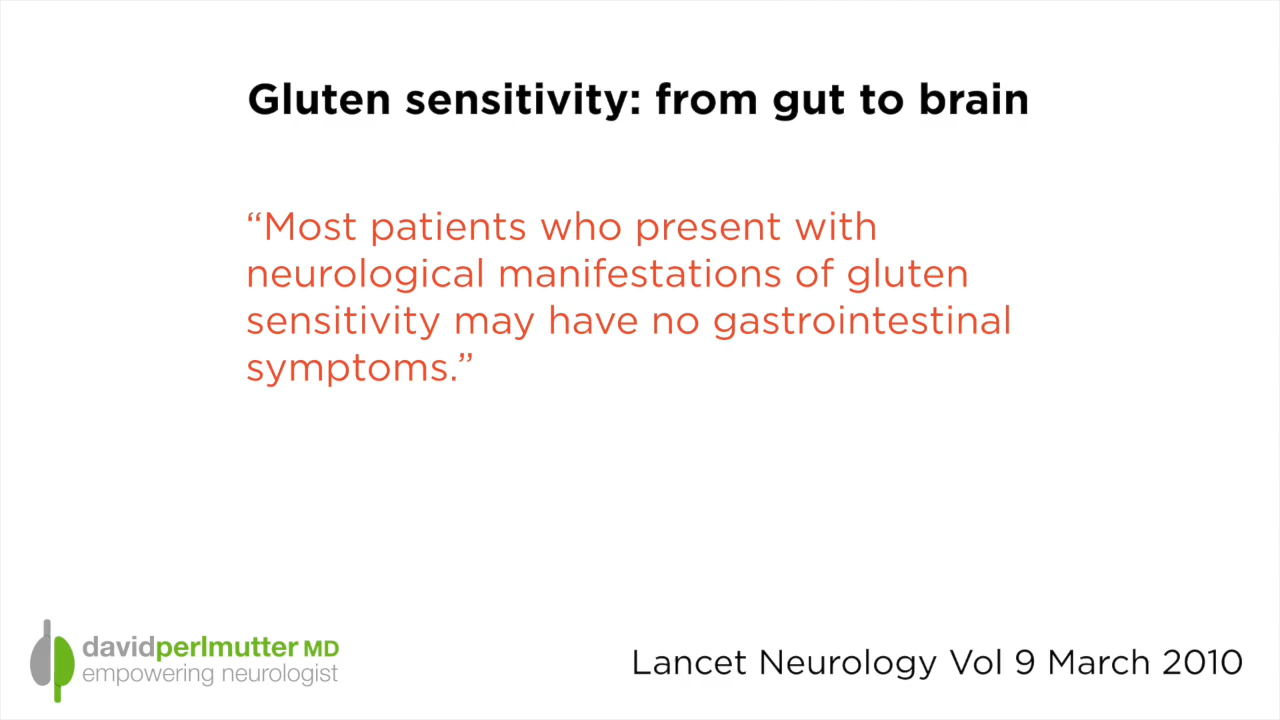 Gluten sensitivity: from gut to brain
“Most patients who present with
neurological manifestations of gluten
sensitivity may have no gastrointestinal
symptoms.”
davidperlmutter MD
empowering neurologist
Lancet Neurology Vol 9 March 2010